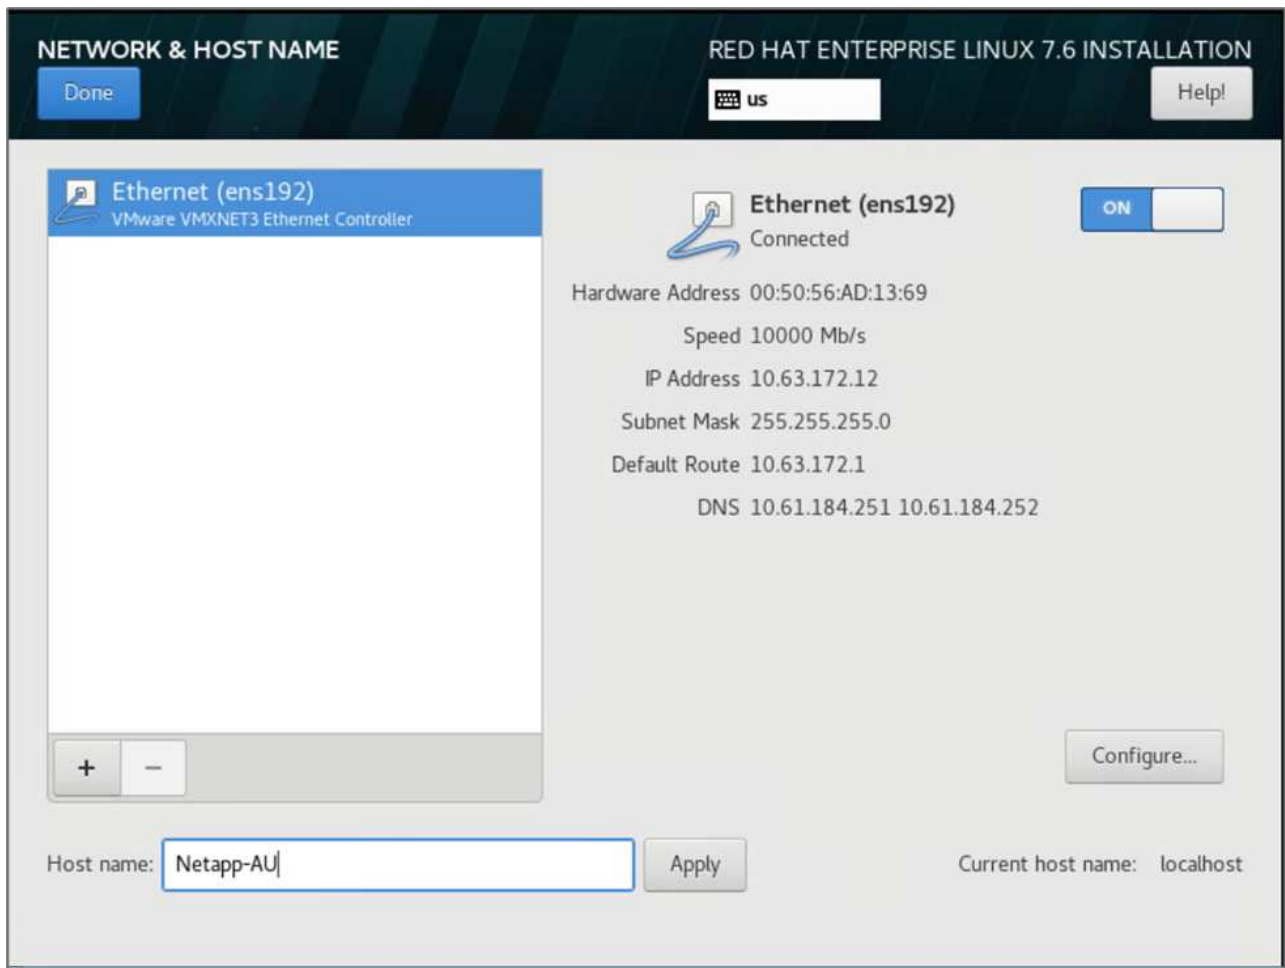 NETWORK & HOST NAME
RED HAT ENTERPRISE LINUX 7.6 INSTALLATION
Done
us
Help!
Ethernet (ens192)
VMware VMXNET3 Ethernet Controller
Ethernet (ens192)
Connected
ON
Hardware Address 00:50:56:AD:13:69
Speed 10000 Mb/s
IP Address 10.63.172.12
Subnet Mask 255.255.255.0
Default Route 10.63.172.1
DNS 10.61.184.251 10.61.184.252
+ −
Configure...
Host name: Netapp-AU
Apply
Current host name: localhost